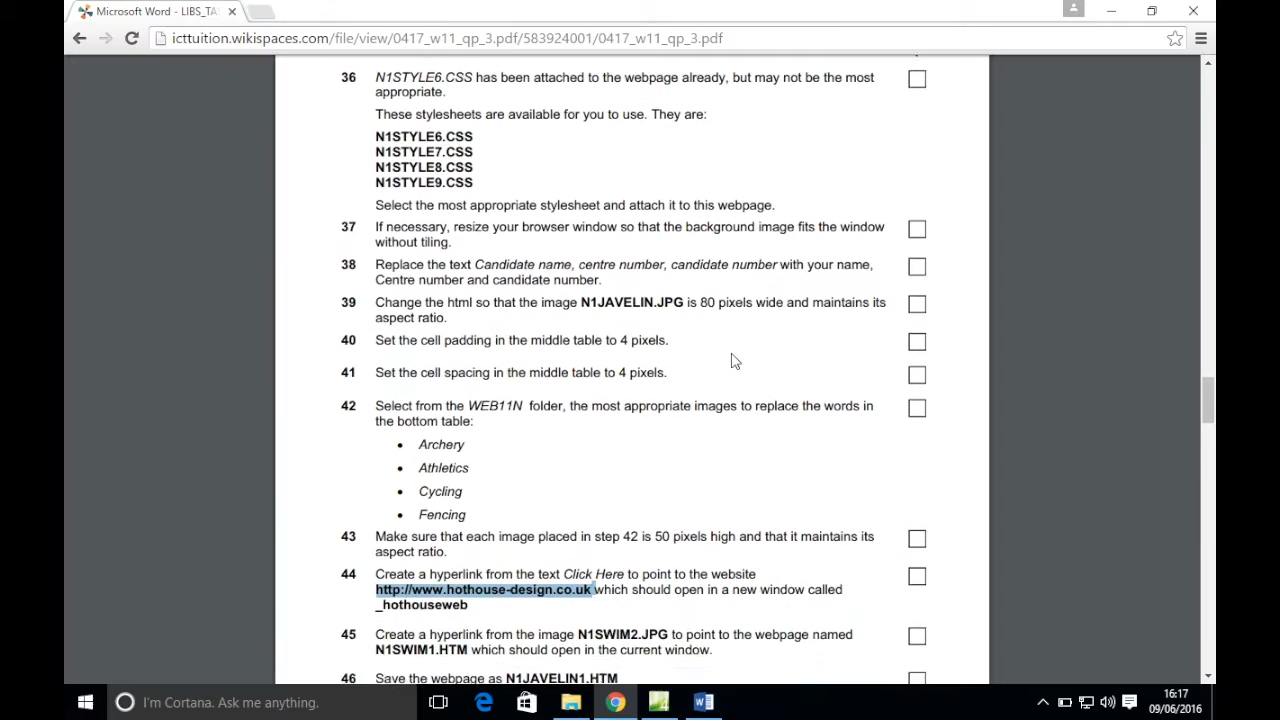 Microsoft Word - LIBS_TA
icttuition.wikispaces.com/file/view/0417_w11_qp_3.pdf/583924001/0417_w11_qp_3.pdf
36 N1STYLE6.CSS has been attached to the webpage already, but may not be the most
appropriate.
These stylesheets are available for you to use. They are:
N1STYLE6.CSS
N1STYLE7.CSS
N1STYLE8.CSS
N1STYLE9.CSS
Select the most appropriate stylesheet and attach it to this webpage.
37 If necessary, resize your browser window so that the background image fits the window
without tiling.
38 Replace the text Candidate name, centre number, candidate number with your name,
Centre number and candidate number.
39 Change the html so that the image N1JAVELIN.JPG is 80 pixels wide and maintains its
aspect ratio.
40 Set the cell padding in the middle table to 4 pixels.
41 Set the cell spacing in the middle table to 4 pixels.
42 Select from the WEB11N folder, the most appropriate images to replace the words in
the bottom table:
• Archery
• Athletics
• Cycling
• Fencing
43 Make sure that each image placed in step 42 is 50 pixels high and that it maintains its
aspect ratio.
44 Create a hyperlink from the text Click Here to point to the website
http://www.hothouse-design.co.uk which should open in a new window called
_hothouseweb
45 Create a hyperlink from the image N1SWIM2.JPG to point to the webpage named
N1SWIM1.HTM which should open in the current window.
46 Save the webpage as N1JAVELIN1.HTM
I'm Cortana. Ask me anything.
16:17
09/06/2016